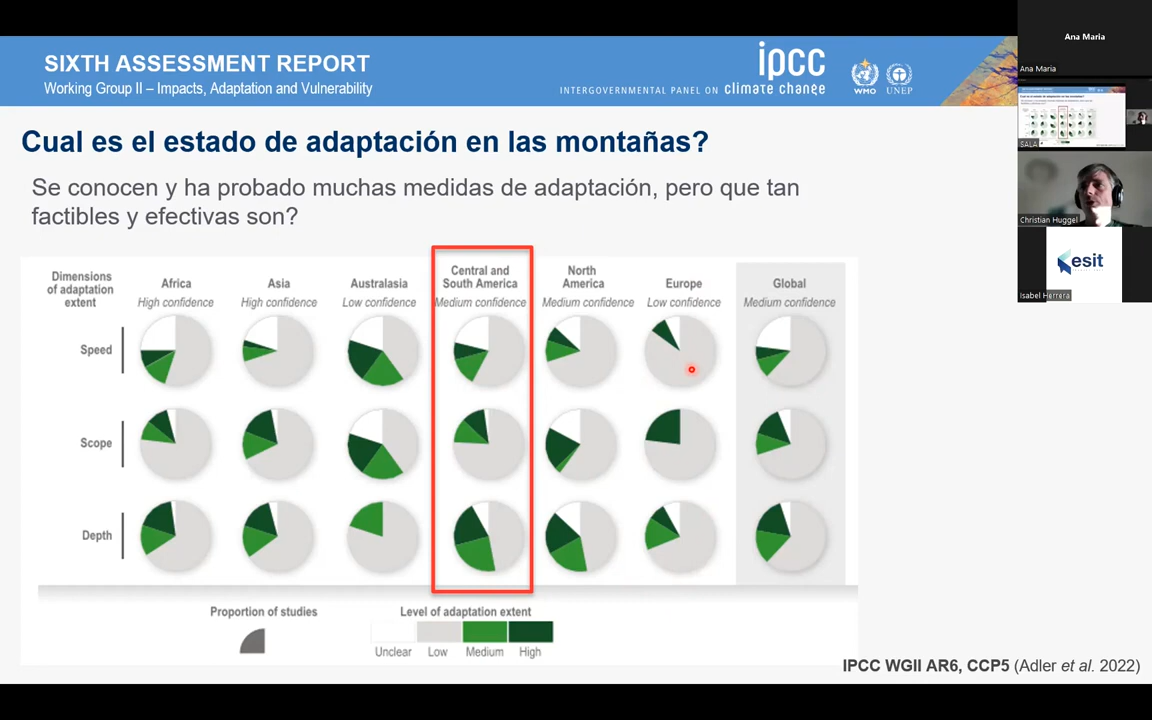 SIXTH ASSESSMENT REPORT
Working Group II – Impacts, Adaptation and Vulnerability
ipcc
INTERGOVERNMENTAL PANEL ON climate change
WMO
UNEP
Ana Maria
Ana Maria
SALA
Christian Huggel
esit
Isabel Herrera
Cual es el estado de adaptación en las montañas?
Se conocen y ha probado muchas medidas de adaptación, pero que tan
factibles y efectivas son?
Dimensions
of adaptation
extent
Africa
High confidence
Asia
High confidence
Australasia
Low confidence
Central and
South America
Medium confidence
North
America
Medium confidence
Europe
Low confidence
Global
Medium confidence
Speed
Scope
Depth
Proportion of studies
Level of adaptation extent
Unclear Low Medium High
IPCC WGII AR6, CCP5 (Adler et al. 2022)